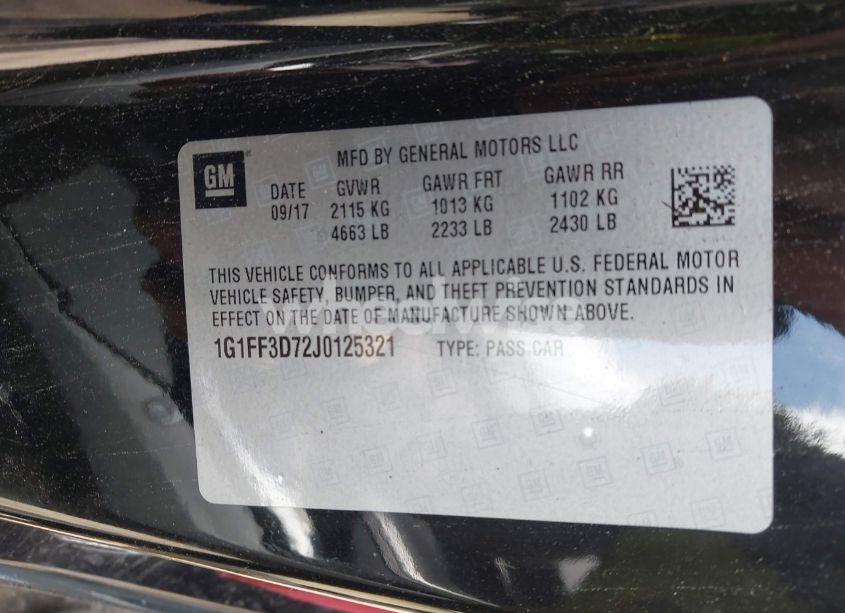 GM
MFD BY GENERAL MOTORS LLC
DATE GVWR GAWR FRT GAWR RR
09/17 2115 KG 1013 KG 1102 KG
4663 LB 2233 LB 2430 LB
THIS VEHICLE CONFORMS TO ALL APPLICABLE U.S. FEDERAL MOTOR
VEHICLE SAFETY, BUMPER, AND THEFT PREVENTION STANDARDS IN
EFFECT ON THE DATE OF MANUFACTURE SHOWN ABOVE.
1G1FF3D72J0125321 TYPE: PASS CAR